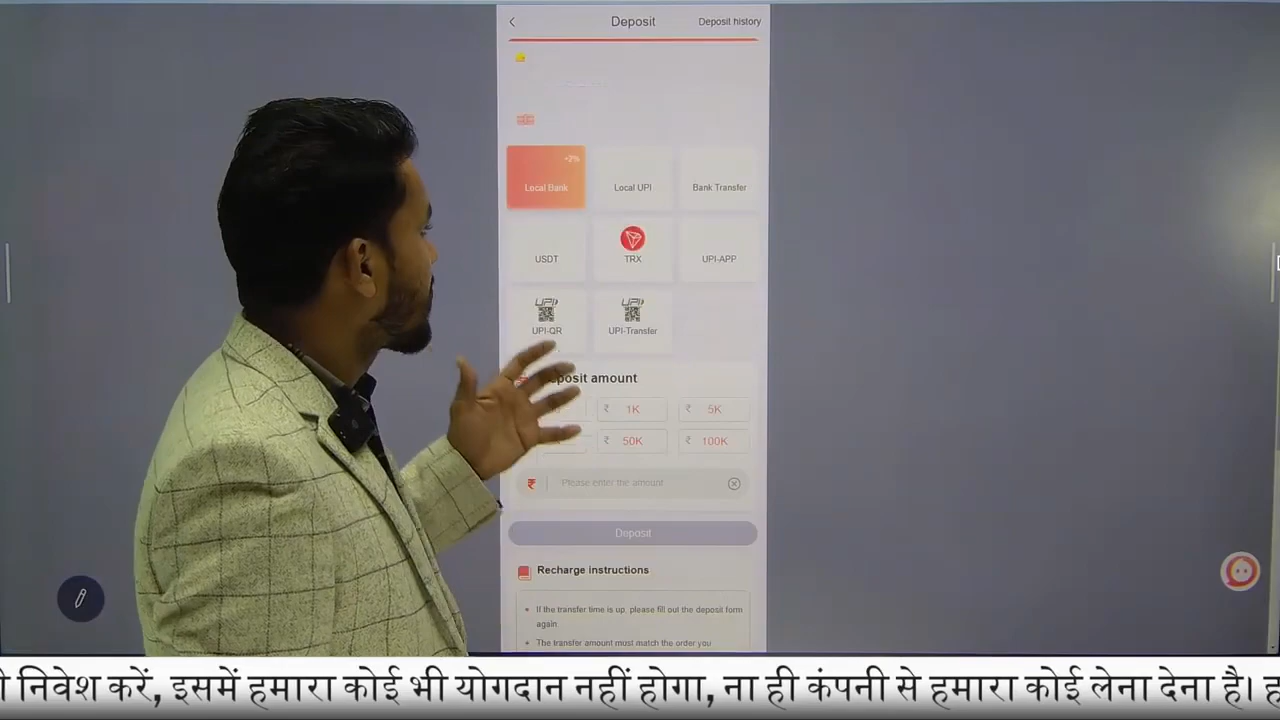 Deposit
Deposit history
+2%
Local Bank
Local UPI
Bank Transfer
USDT
TRX
UPI-APP
UPI
UPI
UPI-QR
UPI-Transfer
amount
₹ 1K
₹ 5K
₹ 50K
₹ 100K
₹ Please enter the amount
Deposit
Recharge instructions
If the transfer time is up, please fill out the deposit form
again
The transfer amount must match the order you
निवेश करें, इसमें हमारा कोई भी योगदान नहीं होगा, ना ही कंपनी से हमारा कोई लेना देना है।